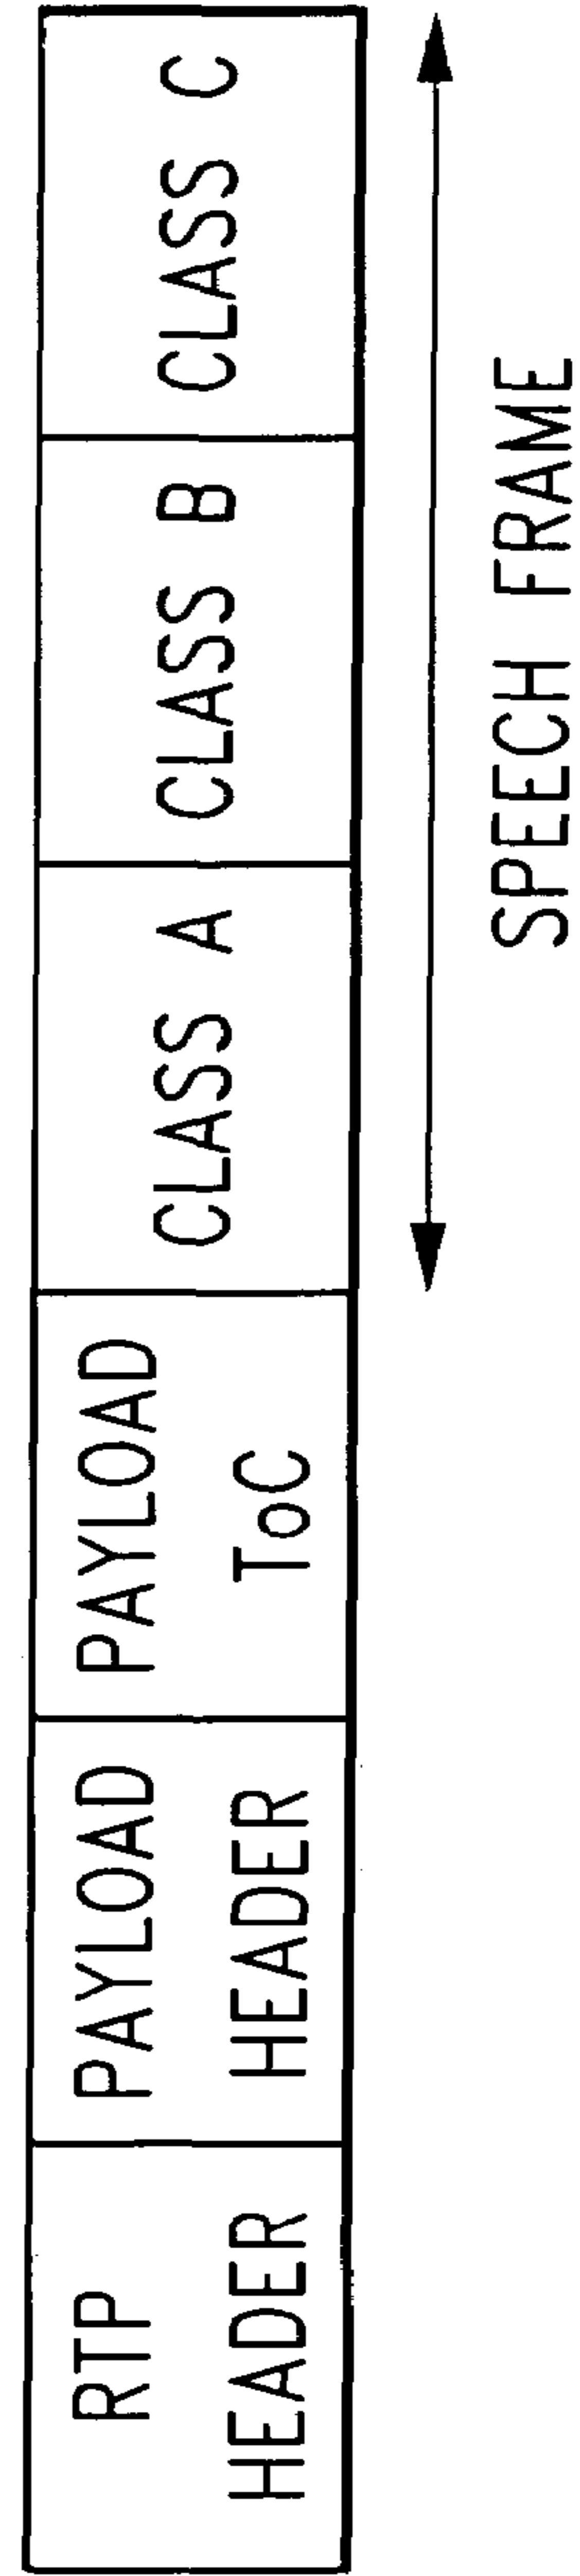 RTP
HEADER
PAYLOAD
HEADER
PAYLOAD
ToC
CLASS A
CLASS B
CLASS C
SPEECH FRAME